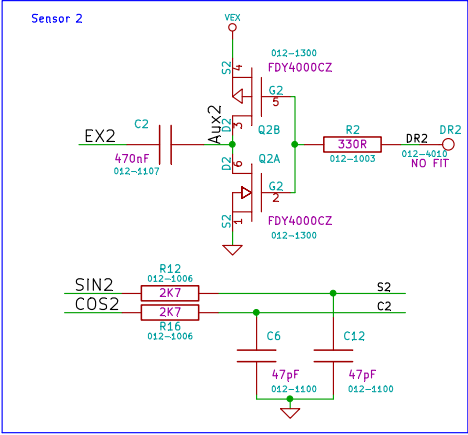 Sensor 2
VEX
012-1300
FDY4000CZ
S2
4
G2
5
D2
3
Q2B
Aux2
C2
EX2
470nF
012-1107
R2
330R
012-1003
DR2
DR2
012-4010
NO FIT
Q2A
D2
6
G2
2
S2
1
FDY4000CZ
012-1300
R12
012-1006
SIN2
2K7
S2
COS2
2K7
C2
R16
012-1006
C6
C12
47pF
47pF
012-1100
012-1100